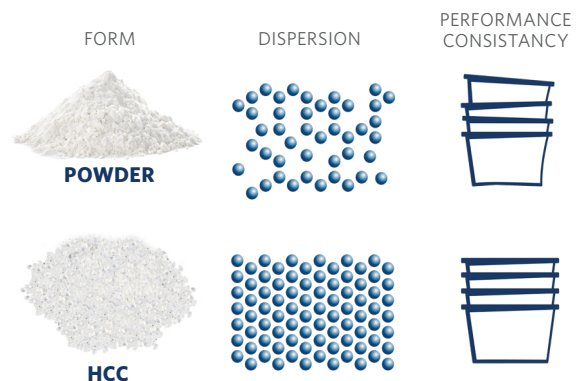 FORM
DISPERSION
PERFORMANCE
CONSISTANCY
POWDER
HCC